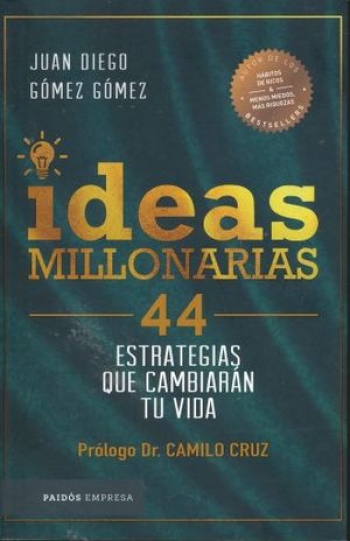 JUAN DIEGO
GÓMEZ GÓMEZ
AUTOR DE LOS
HÁBITOS
DE RICOS
&
MENOS MIEDOS,
MÁS RIQUEZAS
BESTSELLERS
ideas
MILLONARIAS
44
ESTRATEGIAS
QUE CAMBIARÁN
TU VIDA
Prólogo Dr. CAMILO CRUZ
PAIDÓS EMPRESA